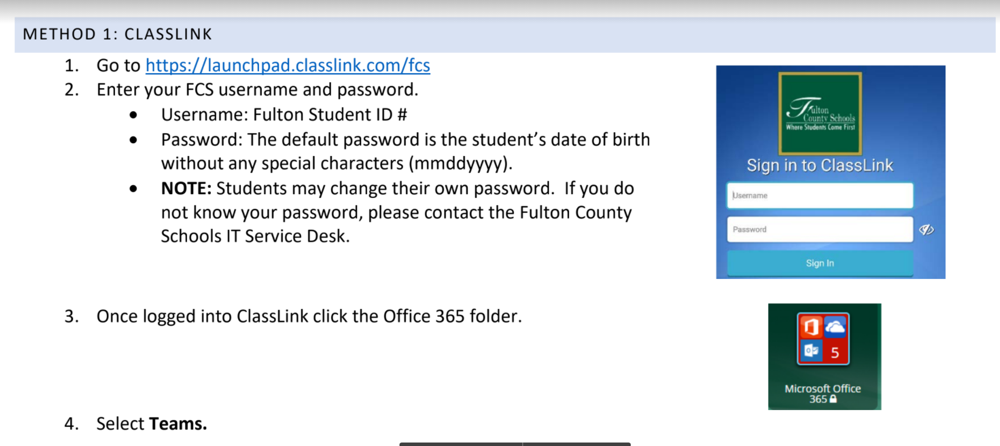 METHOD 1: CLASSLINK
1. Go to https://launchpad.classlink.com/fcs
2. Enter your FCS username and password.
• Username: Fulton Student ID #
• Password: The default password is the student’s date of birth
without any special characters (mmddyyyy).
• NOTE: Students may change their own password.  If you do
not know your password, please contact the Fulton County
Schools IT Service Desk.
Fulton
County Schools
Where Students Come First
Sign in to ClassLink
Username
Password
Sign In
3. Once logged into ClassLink click the Office 365 folder.
5
Microsoft Office
365
4. Select Teams.